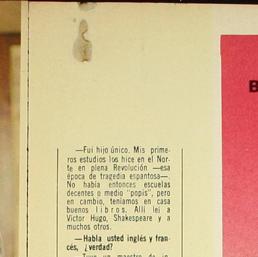 —Fui hijo único. Mis prime-
ros estudios los hice en el Nor-
te en plena Revolución —esa
época de tragedia espantosa—.
No había entonces escuelas
decentes o medio "popis", pero
en cambio, teníamos en casa
buenos libros. Allí leí a
Víctor Hugo, Shakespeare y a
muchos otros.
—Habla usted inglés y fran-
cés, ¿verdad?
B